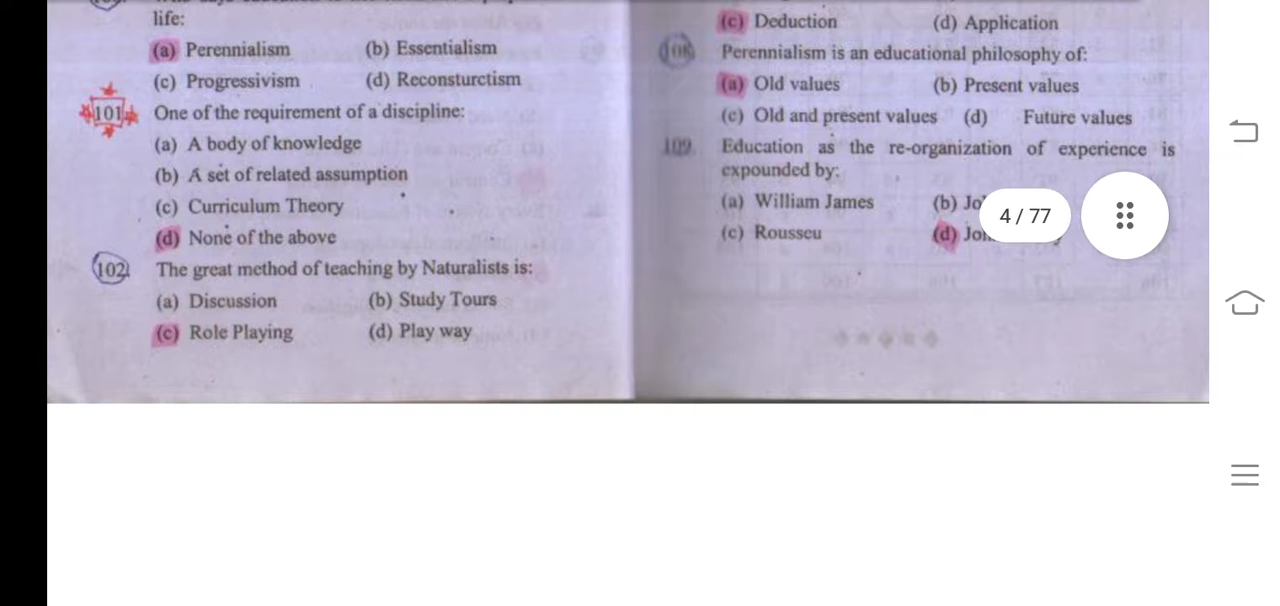 life:
(a) Perennialism (b) Essentialism
(c) Progressivism (d) Reconsturctism
101 One of the requirement of a discipline:
(a) A body of knowledge
(b) A set of related assumption
(c) Curriculum Theory
(d) None of the above
102 The great method of teaching by Naturalists is:
(a) Discussion (b) Study Tours
(c) Role Playing (d) Play way
(c) Deduction (d) Application
108 Perennialism is an educational philosophy of:
(a) Old values (b) Present values
(c) Old and present values (d) Future values
109. Education as the re-organization of experience is
expounded by:
(a) William James (b) Jo
(c) Rousseu (d)
4 / 77